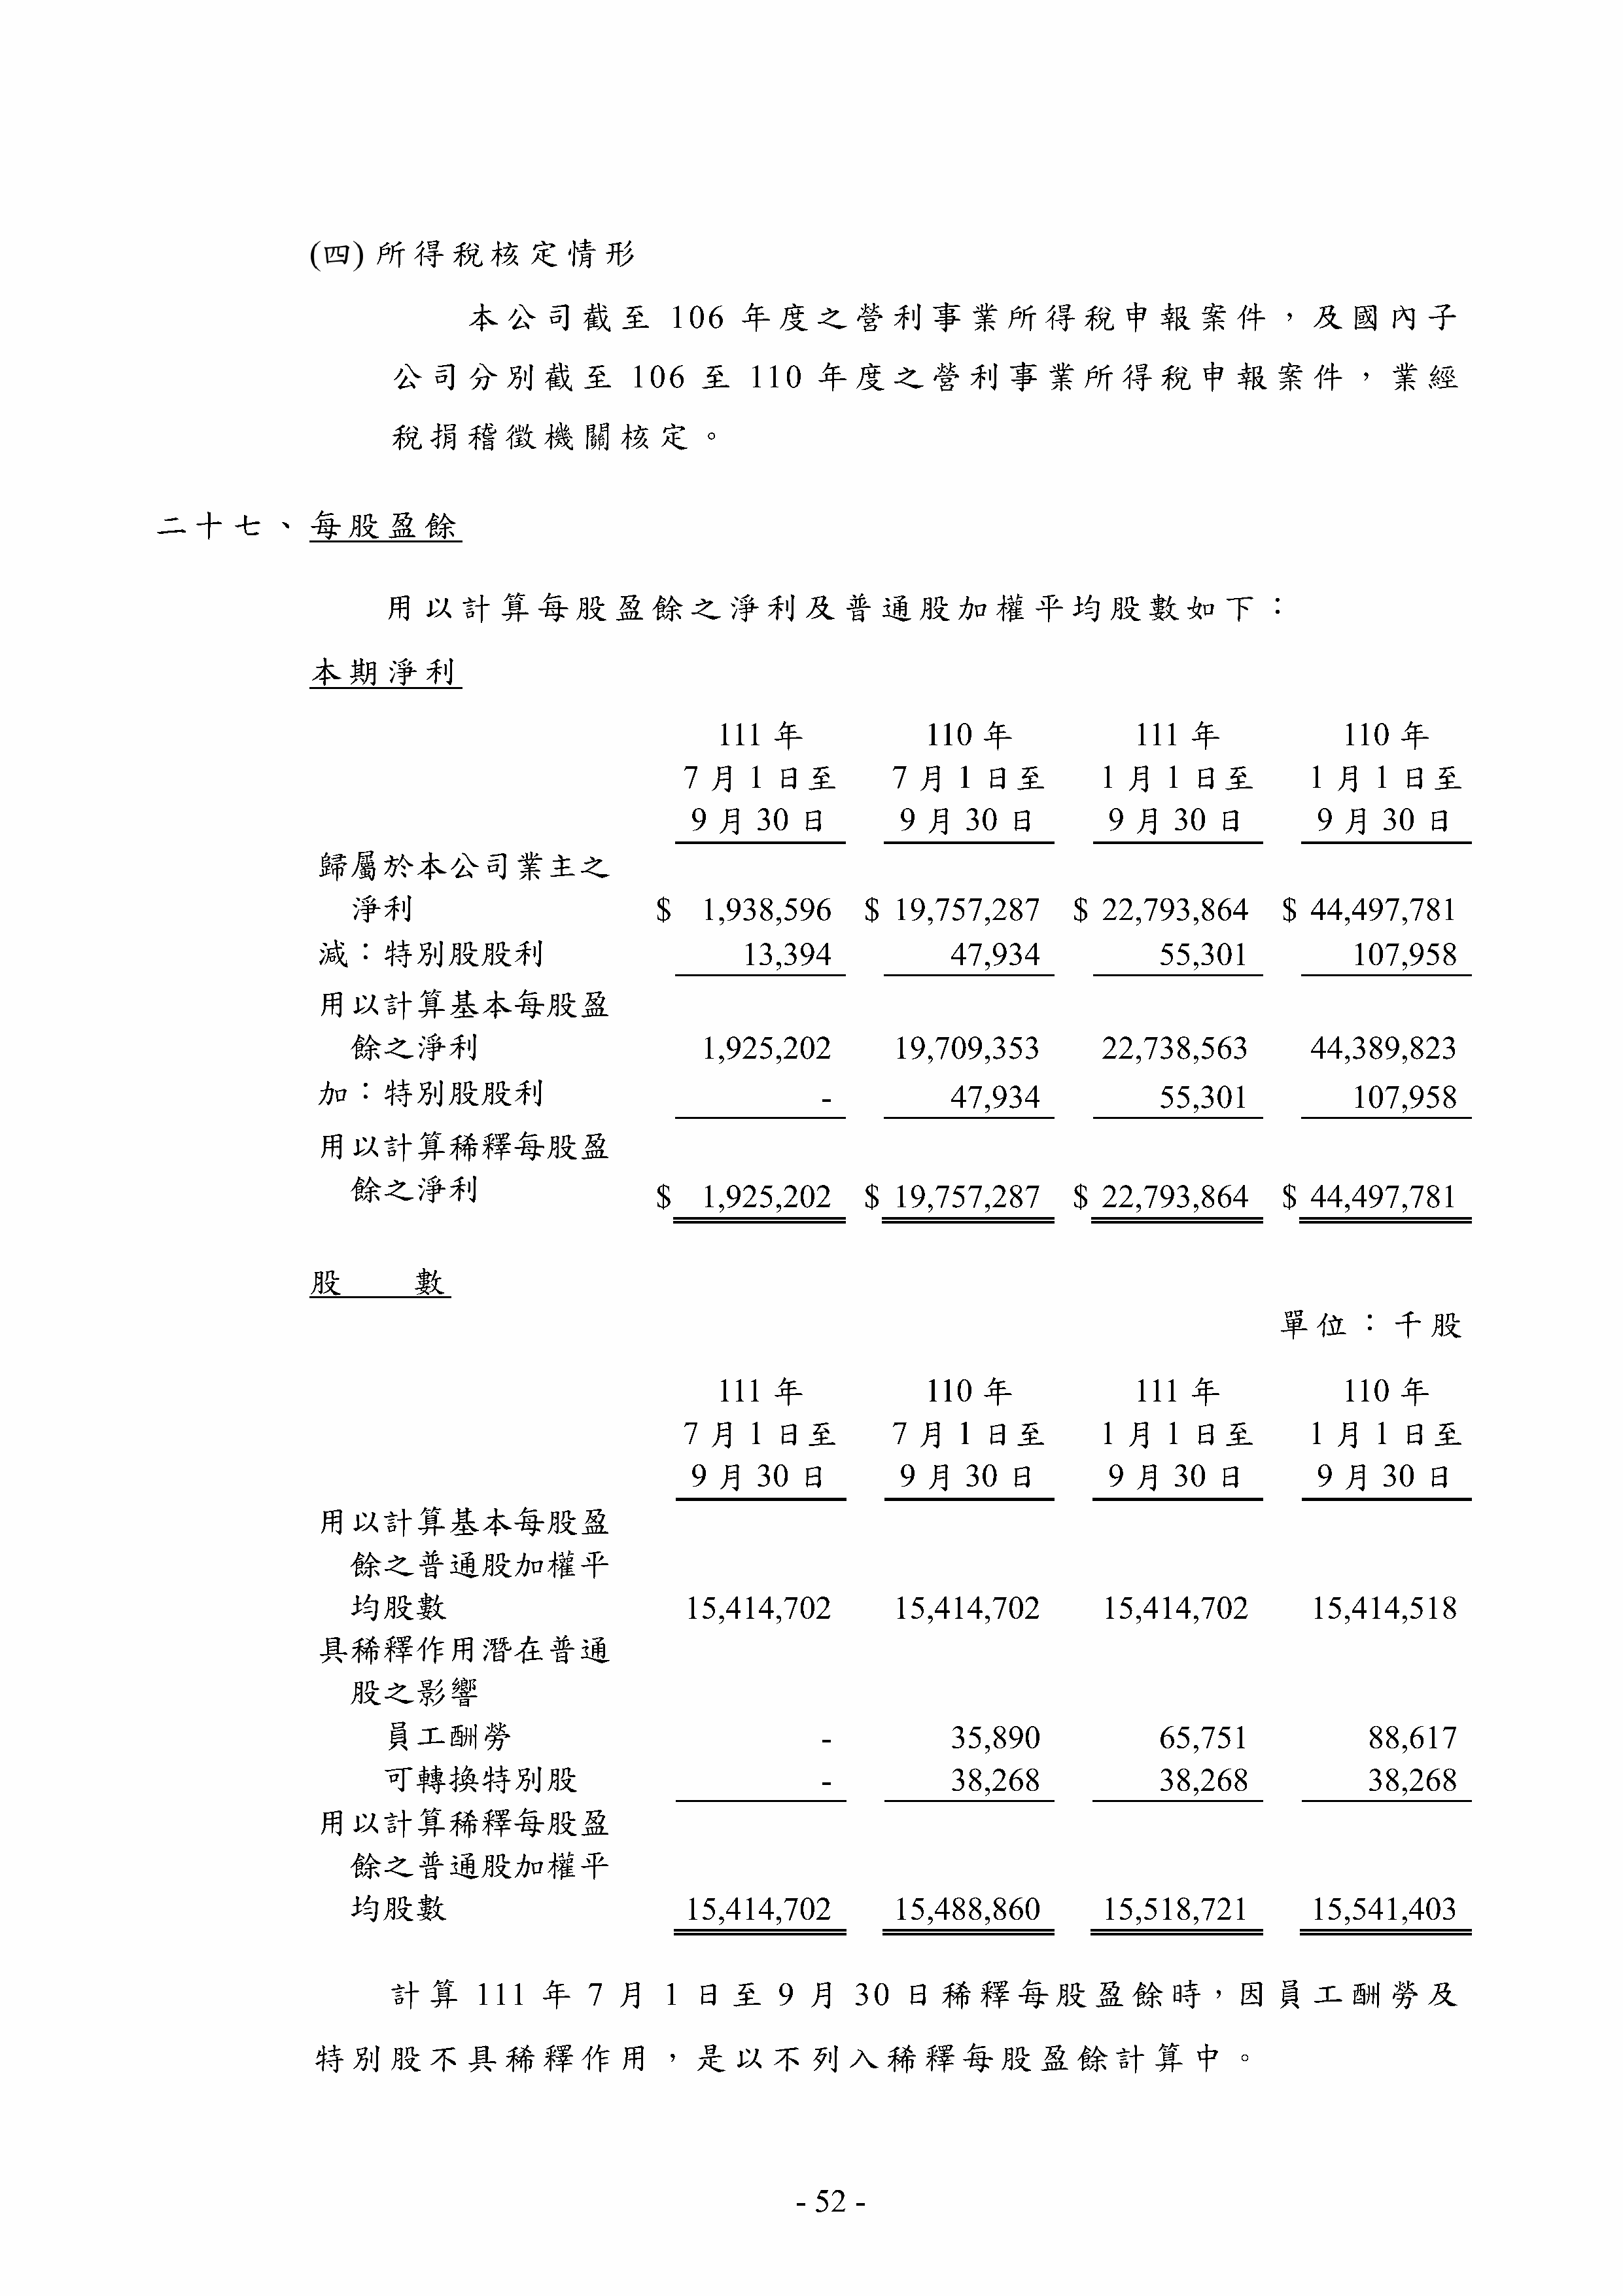 (四) 所得稅核定情形
本公司截至 106 年度之營利事業所得稅申報案件，及國內子
公司分別截至 106 至 110 年度之營利事業所得稅申報案件，業經
稅捐稽徵機關核定。
二十七、每股盈餘
用以計算每股盈餘之淨利及普通股加權平均股數如下：
本期淨利
111 年 110 年 111 年 110 年
7 月 1 日至 7 月 1 日至 1 月 1 日至 1 月 1 日至
9 月 30 日 9 月 30 日 9 月 30 日 9 月 30 日
歸屬於本公司業主之
淨利 $ 1,938,596 $ 19,757,287 $ 22,793,864 $ 44,497,781
減：特別股股利 13,394 47,934 55,301 107,958
用以計算基本每股盈
餘之淨利 1,925,202 19,709,353 22,738,563 44,389,823
加：特別股股利 - 47,934 55,301 107,958
用以計算稀釋每股盈
餘之淨利 $ 1,925,202 $ 19,757,287 $ 22,793,864 $ 44,497,781
股 數
單位：千股
111 年 110 年 111 年 110 年
7 月 1 日至 7 月 1 日至 1 月 1 日至 1 月 1 日至
9 月 30 日 9 月 30 日 9 月 30 日 9 月 30 日
用以計算基本每股盈
餘之普通股加權平
均股數 15,414,702 15,414,702 15,414,702 15,414,518
具稀釋作用潛在普通
股之影響
員工酬勞 - 35,890 65,751 88,617
可轉換特別股 - 38,268 38,268 38,268
用以計算稀釋每股盈
餘之普通股加權平
均股數 15,414,702 15,488,860 15,518,721 15,541,403
計算 111 年 7 月 1 日至 9 月 30 日稀釋每股盈餘時，因員工酬勞及
特別股不具稀釋作用，是以不列入稀釋每股盈餘計算中。
- 52 -